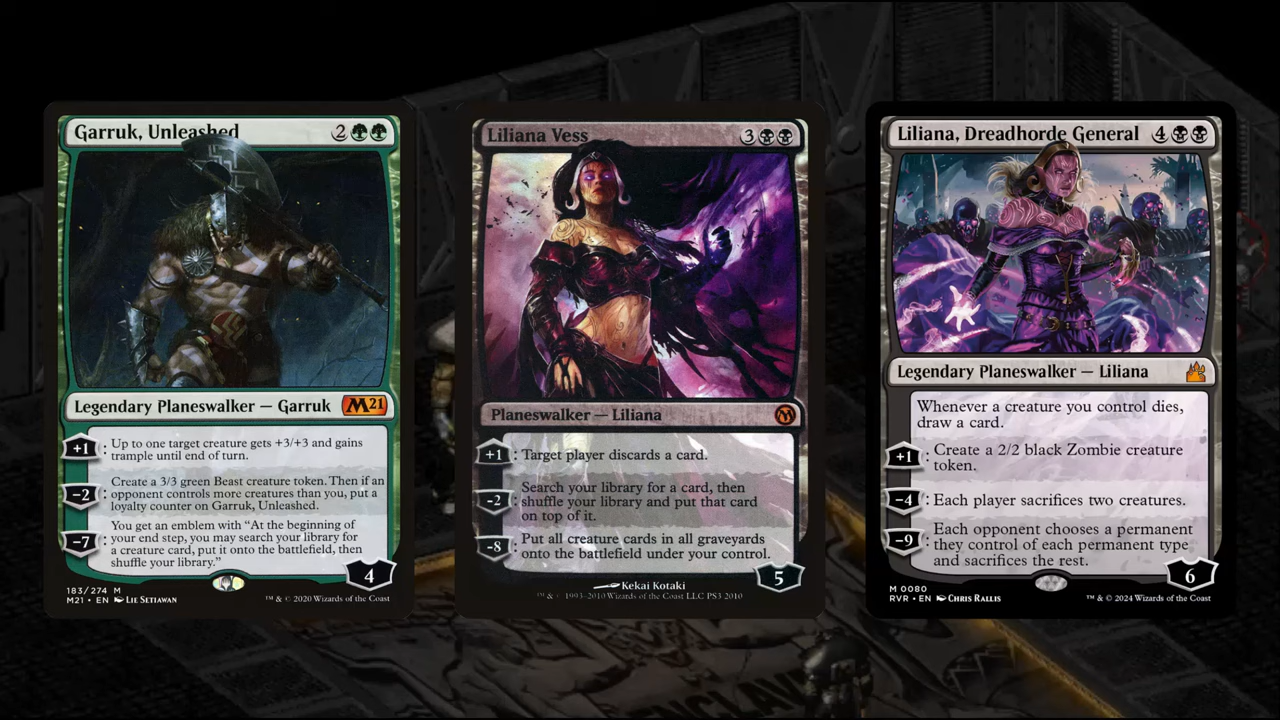 Garruk, Unleashed 2
Legendary Planeswalker — Garruk M21
+1 : Up to one target creature gets +3/+3 and gains
trample until end of turn.
−2 : Create a 3/3 green Beast creature token. Then if an
opponent controls more creatures than you, put a
loyalty counter on Garruk, Unleashed.
−7 : You get an emblem with “At the beginning of
your end step, you may search your library for
a creature card, put it onto the battlefield, then
shuffle your library.”
4
183/274 M
M21 • EN Lie Setiawan
™ & © 2020 Wizards of the Coast
Liliana Vess 3
Planeswalker — Liliana
+1 : Target player discards a card.
−2 : Search your library for a card, then
shuffle your library and put that card
on top of it.
−8 : Put all creature cards in all graveyards
onto the battlefield under your control.
5
Kekai Kotaki
™ & © 1993–2010 Wizards of the Coast LLC PS3 2010
Liliana, Dreadhorde General 4
Legendary Planeswalker — Liliana
Whenever a creature you control dies,
draw a card.
+1 : Create a 2/2 black Zombie creature
token.
−4 : Each player sacrifices two creatures.
−9 : Each opponent chooses a permanent
they control of each permanent type
and sacrifices the rest.
6
M 0080
RVR • EN Chris Rallis
™ & © 2024 Wizards of the Coast
ENCLAVE